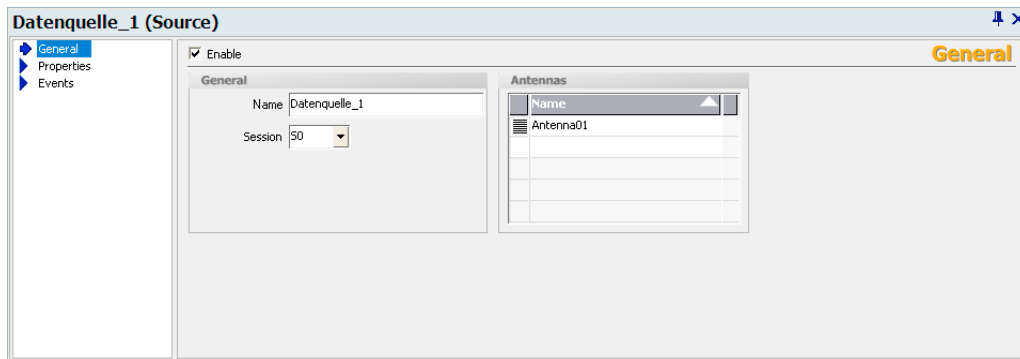 Datenquelle_1 (Source)
General
Properties
Events
Enable
General
General
Name Datenquelle_1
Session S0
Antennas
Name
Antenna01